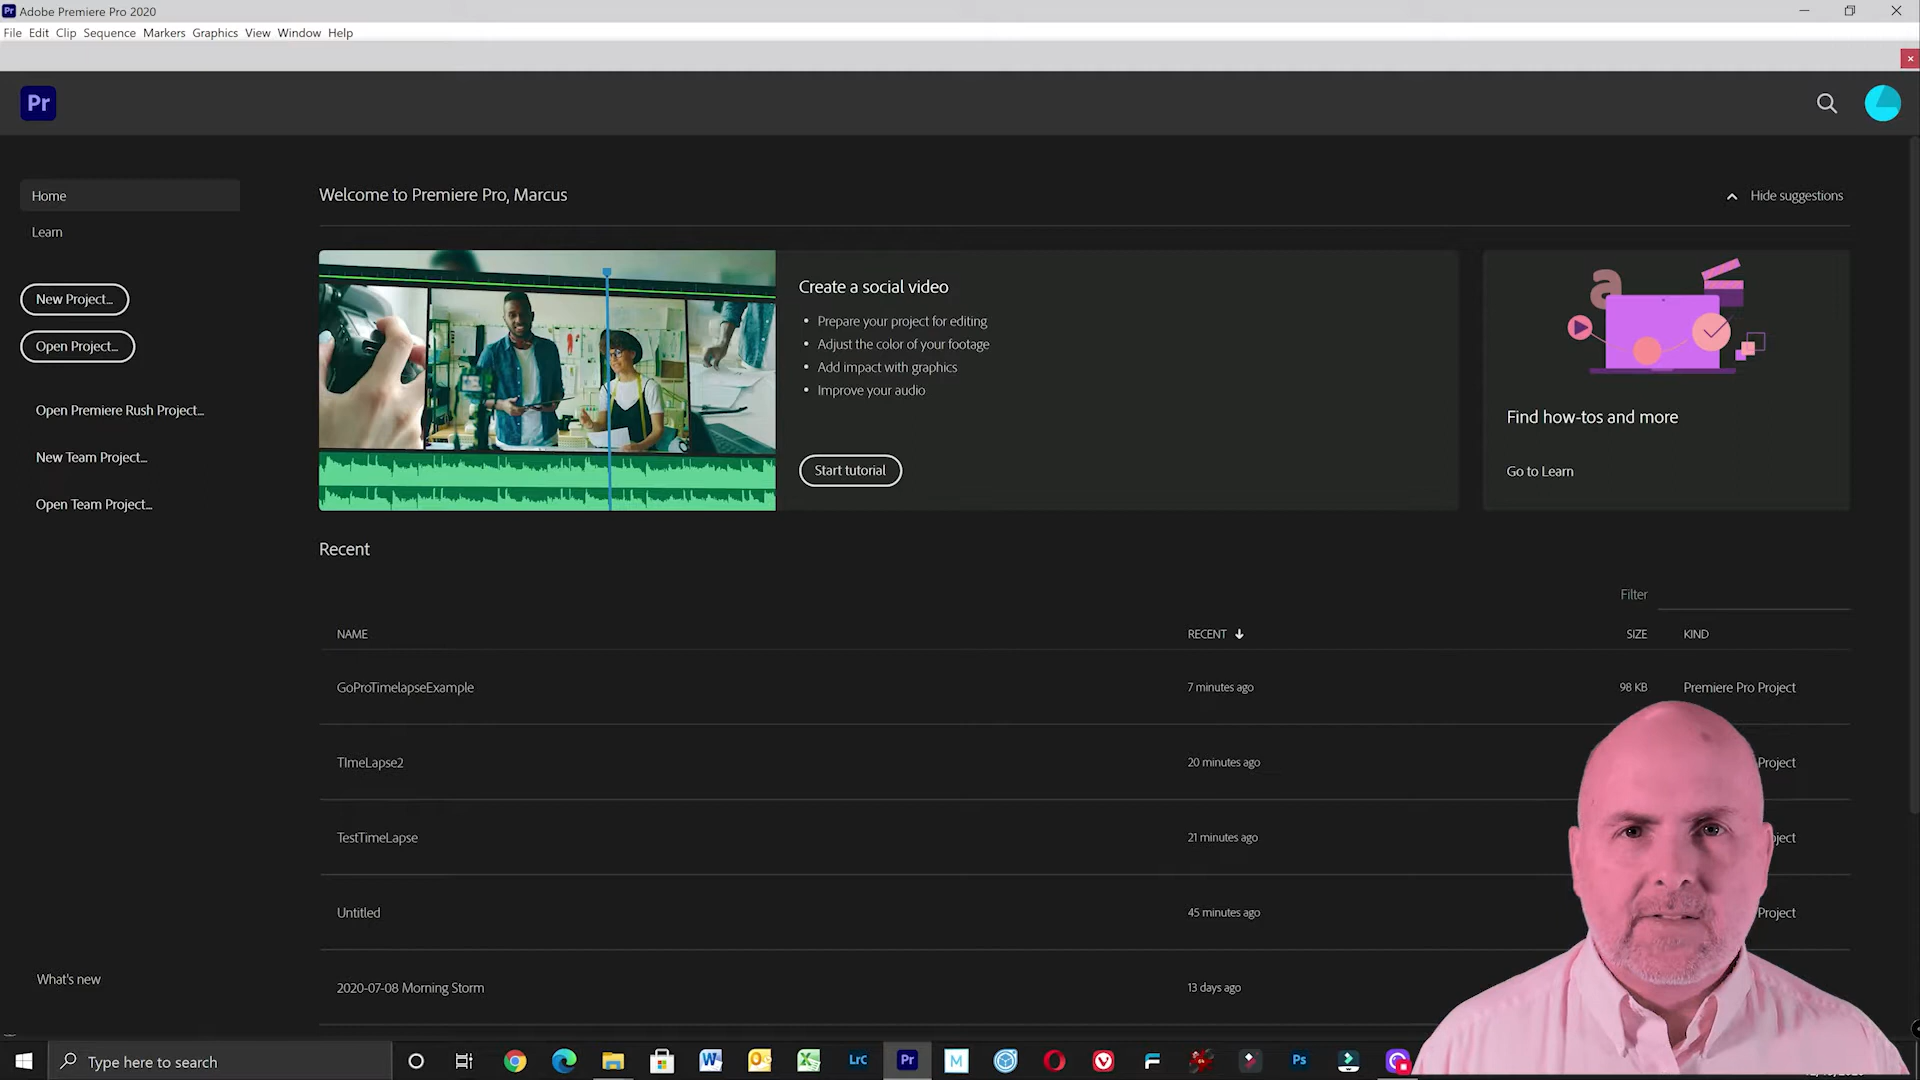 Pr Adobe Premiere Pro 2020
File Edit Clip Sequence Markers Graphics View Window Help
Pr
Home
Learn
New Project...
Open Project...
Open Premiere Rush Project...
New Team Project...
Open Team Project...
What's new
Welcome to Premiere Pro, Marcus
Hide suggestions
Create a social video
• Prepare your project for editing
• Adjust the color of your footage
• Add impact with graphics
• Improve your audio
Start tutorial
a
Find how-tos and more
Go to Learn
Recent
Filter
NAME RECENT SIZE KIND
GoProTimelapseExample 7 minutes ago 98 KB Premiere Pro Project
TImeLapse2 20 minutes ago Project
TestTimeLapse 21 minutes ago
Untitled 45 minutes ago Project
2020-07-08 Morning Storm 13 days ago
Type here to search
W X LrC Pr M F Ps